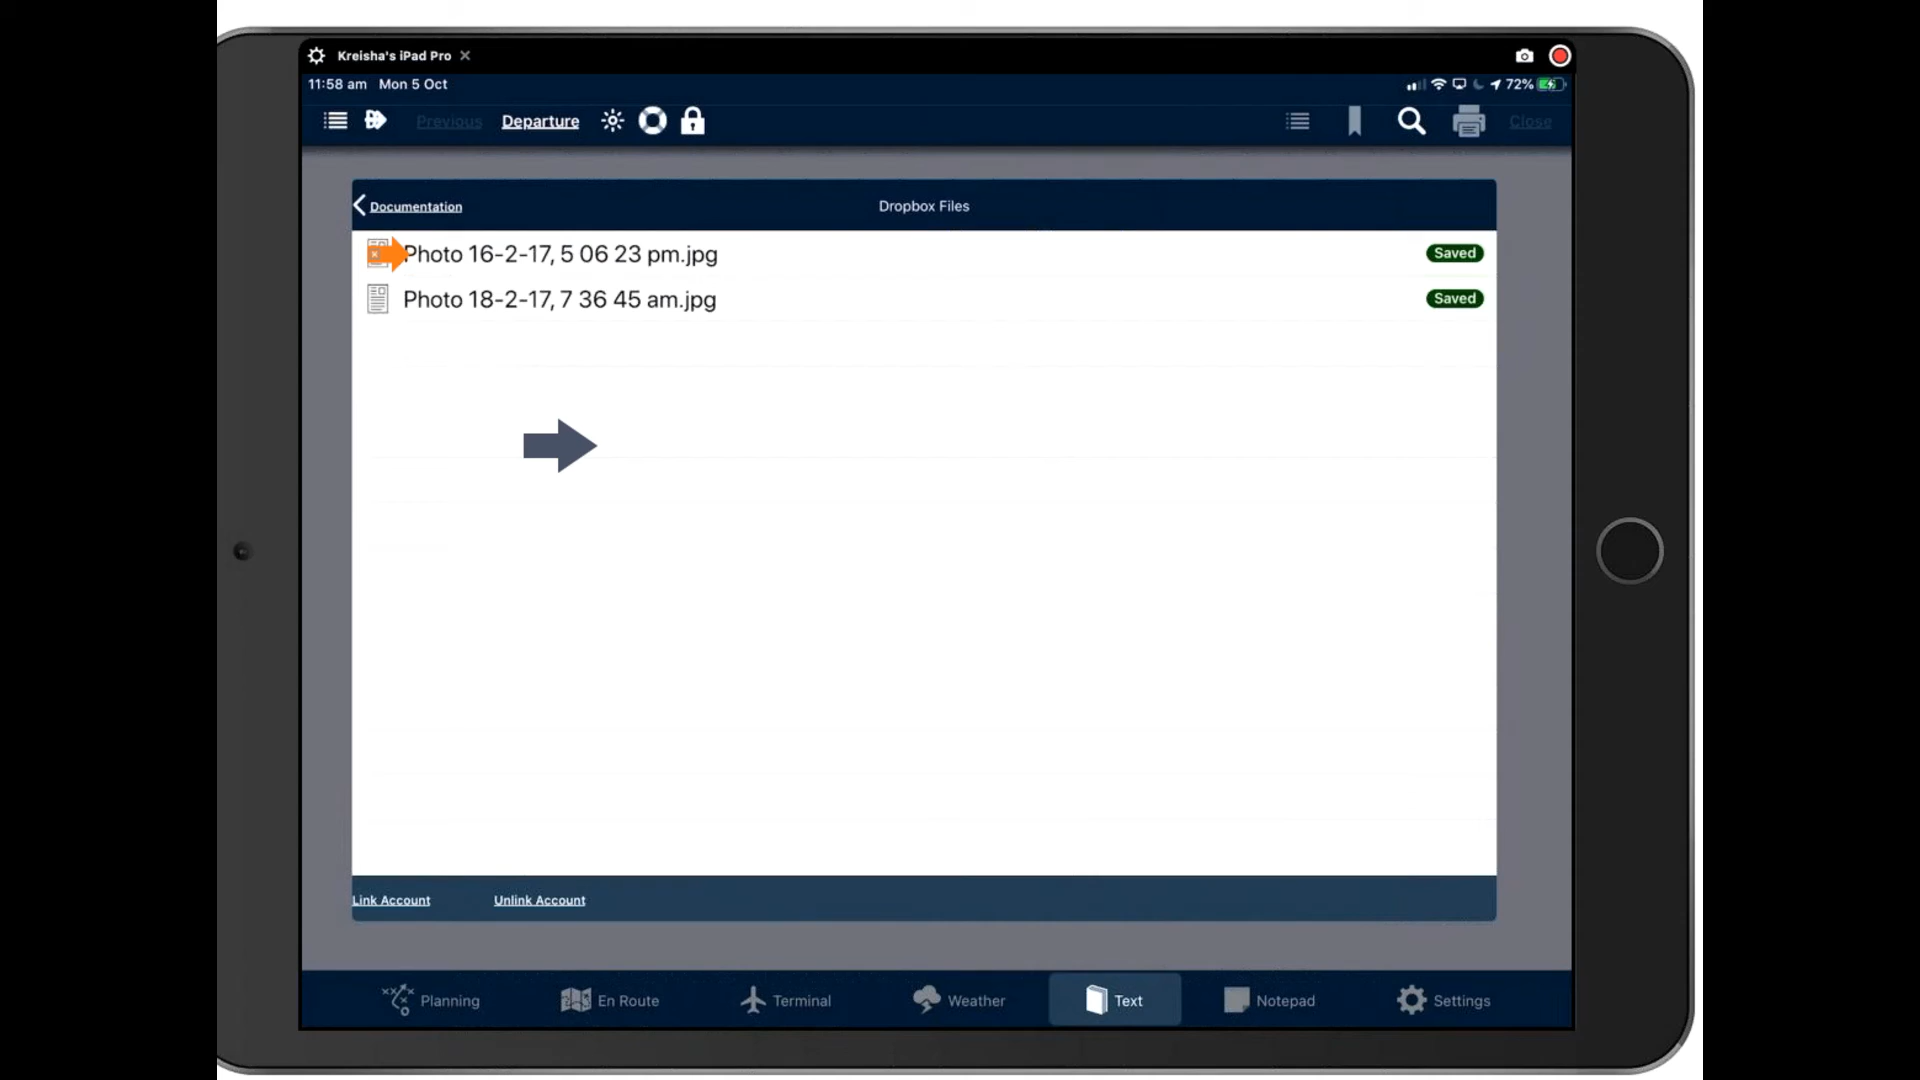 Kreisha's iPad Pro
11:58 am Mon 5 Oct
72%
Previous Departure Close
Documentation
Dropbox Files
Photo 16-2-17, 5 06 23 pm.jpg Saved
Photo 18-2-17, 7 36 45 am.jpg Saved
Link Account Unlink Account
Planning En Route Terminal Weather Text Notepad Settings